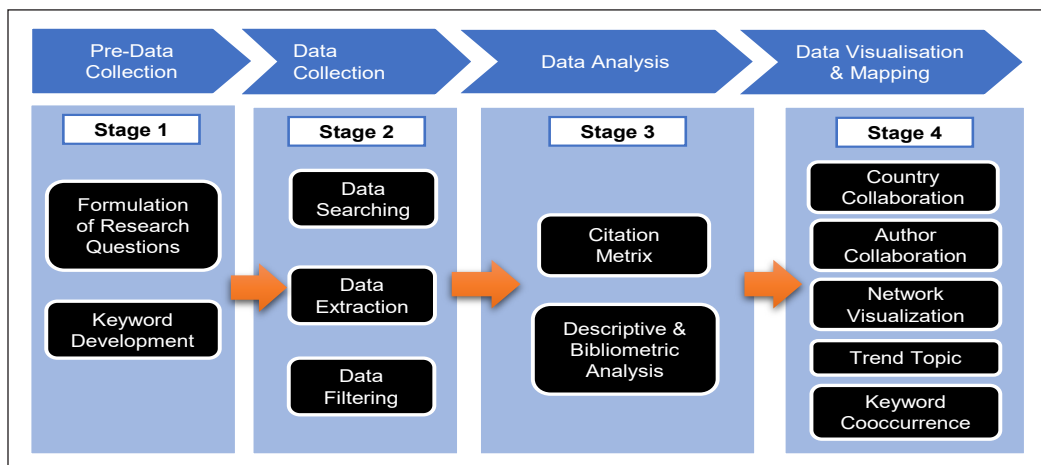 Pre-Data
Collection
Data
Collection
Data Analysis
Data Visualisation
& Mapping
Stage 1
Formulation
of Research
Questions
Keyword
Development
Stage 2
Data
Searching
Data
Extraction
Data
Filtering
Stage 3
Citation
Metrix
Descriptive &
Bibliometric
Analysis
Stage 4
Country
Collaboration
Author
Collaboration
Network
Visualization
Trend Topic
Keyword
Cooccurrence